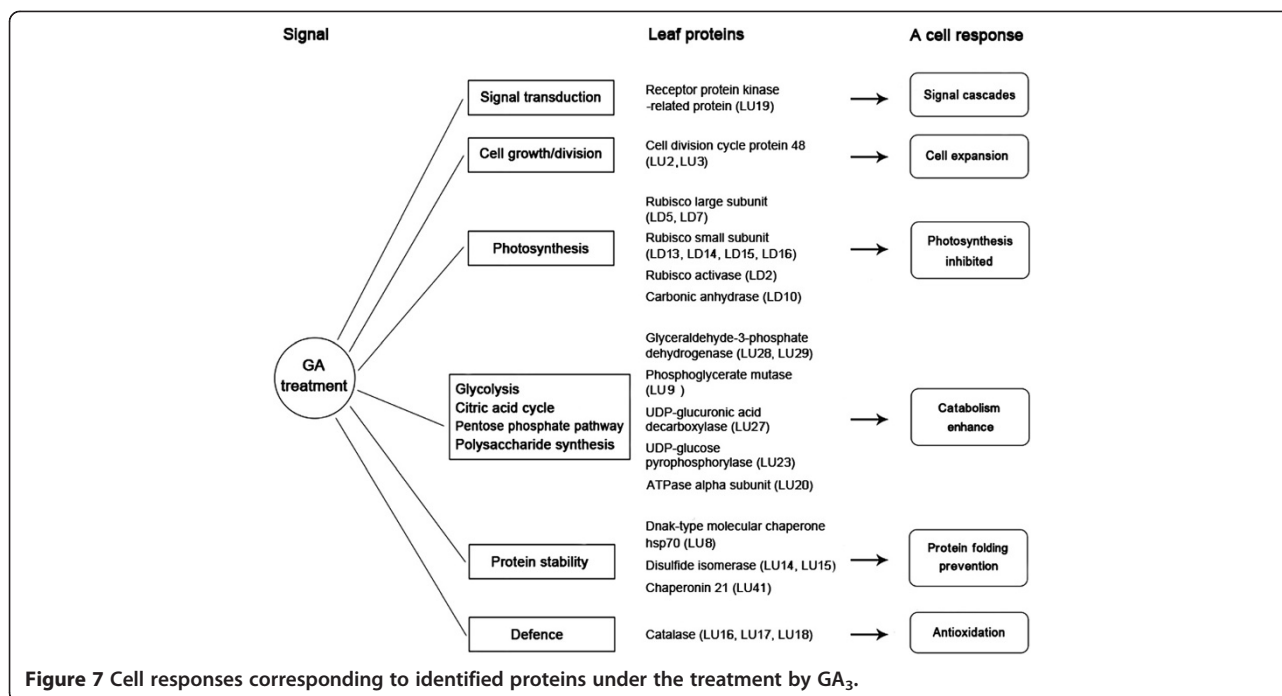 Signal
Leaf proteins
A cell response
GA
treatment
Signal transduction
Receptor protein kinase
-related protein (LU19)
Signal cascades
Cell growth/division
Cell division cycle protein 48
(LU2, LU3)
Cell expansion
Photosynthesis
Rubisco large subunit
(LD5, LD7)
Rubisco small subunit
(LD13, LD14, LD15, LD16)
Rubisco activase (LD2)
Carbonic anhydrase (LD10)
Photosynthesis
inhibited
Glycolysis
Citric acid cycle
Pentose phosphate pathway
Polysaccharide synthesis
Glyceraldehyde-3-phosphate
dehydrogenase (LU28, LU29)
Phosphoglycerate mutase
(LU9 )
UDP-glucuronic acid
decarboxylase (LU27)
UDP-glucose
pyrophosphorylase (LU23)
ATPase alpha subunit (LU20)
Catabolism
enhance
Protein stability
Dnak-type molecular chaperone
hsp70 (LU8)
Disulfide isomerase (LU14, LU15)
Chaperonin 21 (LU41)
Protein folding
prevention
Defence
Catalase (LU16, LU17, LU18)
Antioxidation
Figure 7 Cell responses corresponding to identified proteins under the treatment by GA₃.